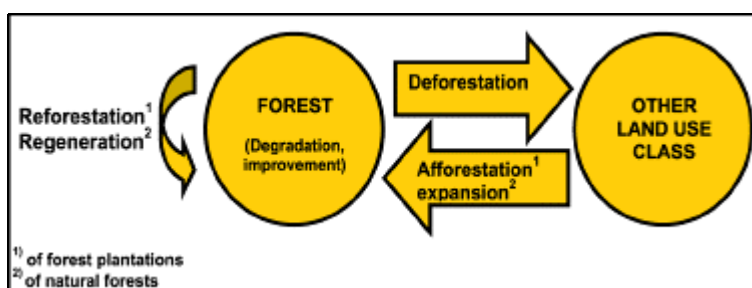 Reforestation¹
Regeneration²
FOREST
(Degradation,
improvement)
Deforestation
Afforestation¹
expansion²
OTHER
LAND USE
CLASS
¹⁾ of forest plantations
²⁾ of natural forests